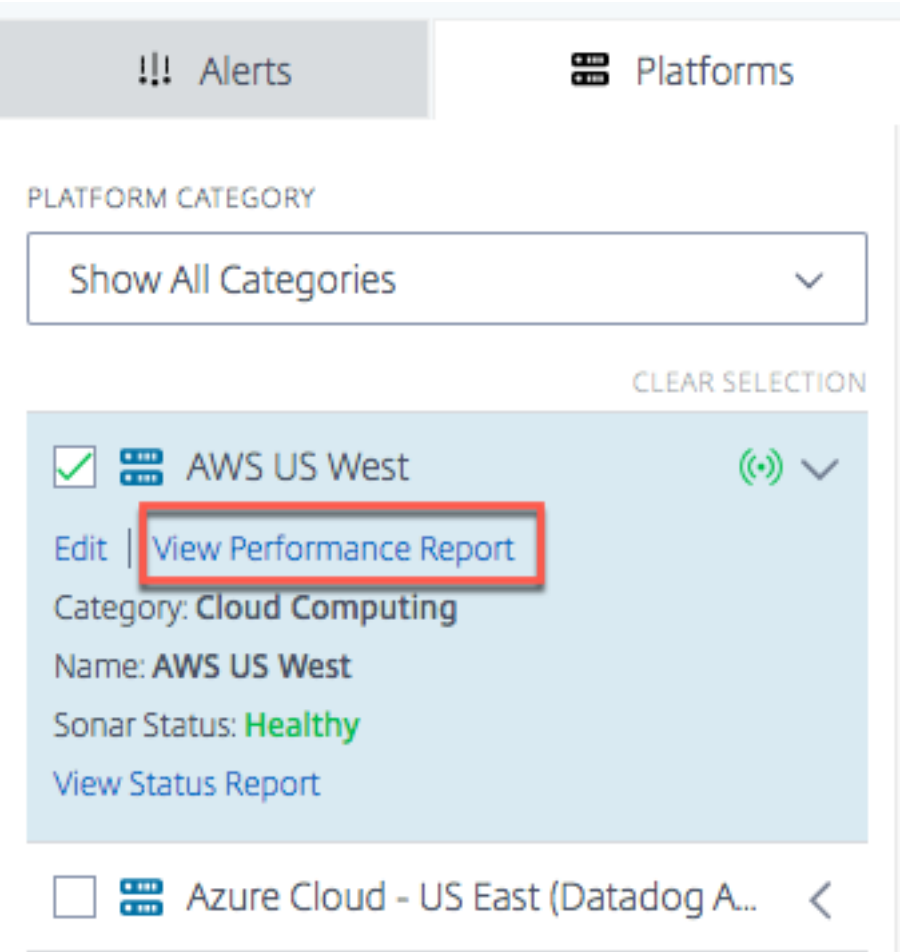 Alerts
Platforms
PLATFORM CATEGORY
Show All Categories
CLEAR SELECTION
AWS US West
Edit | View Performance Report
Category: Cloud Computing
Name: AWS US West
Sonar Status: Healthy
View Status Report
Azure Cloud - US East (Datadog A...